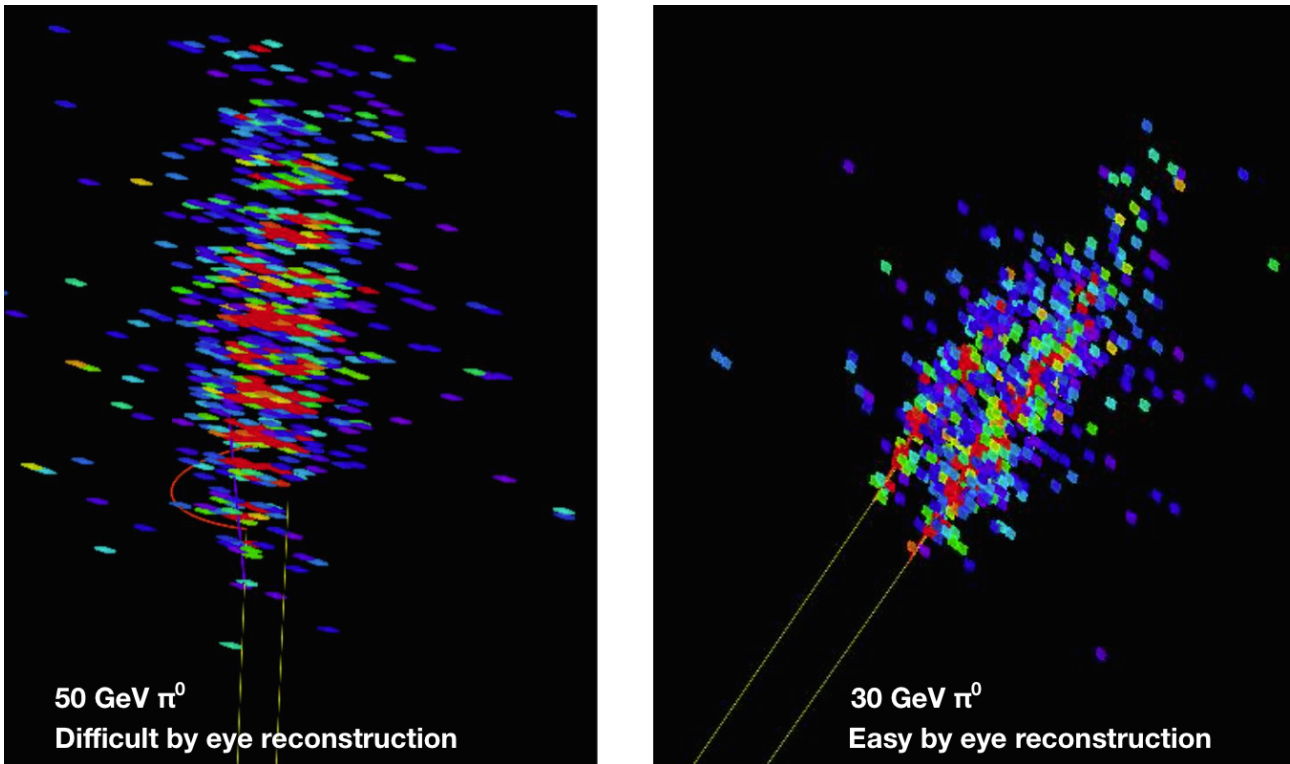 50 GeV π⁰
Difficult by eye reconstruction
30 GeV π⁰
Easy by eye reconstruction